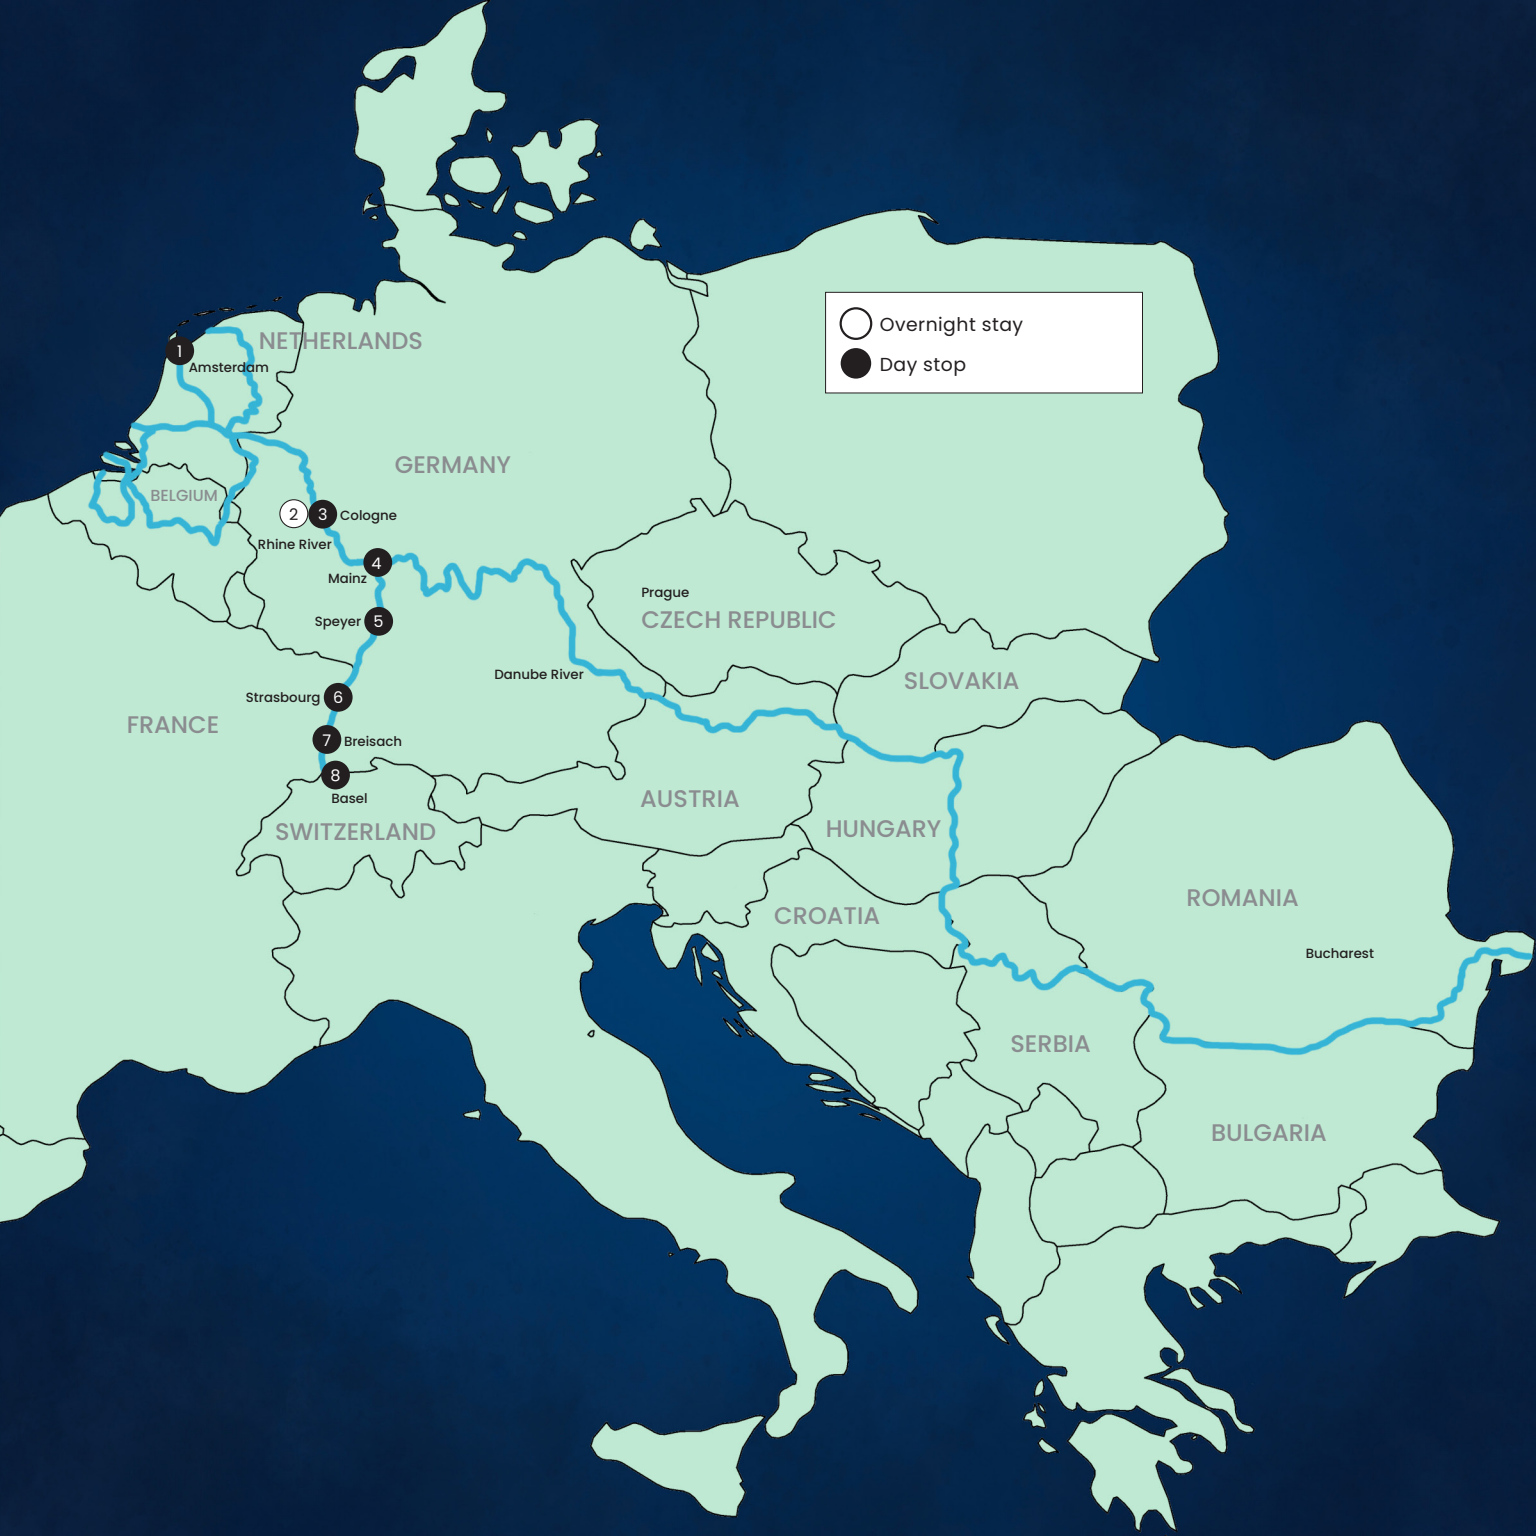 Overnight stay
Day stop
NETHERLANDS
1
Amsterdam
GERMANY
BELGIUM
2
3
Cologne
Rhine River
4
Mainz
Prague
CZECH REPUBLIC
Speyer
5
Danube River
SLOVAKIA
Strasbourg
6
FRANCE
7
Breisach
8
Basel
AUSTRIA
SWITZERLAND
HUNGARY
ROMANIA
CROATIA
Bucharest
SERBIA
BULGARIA